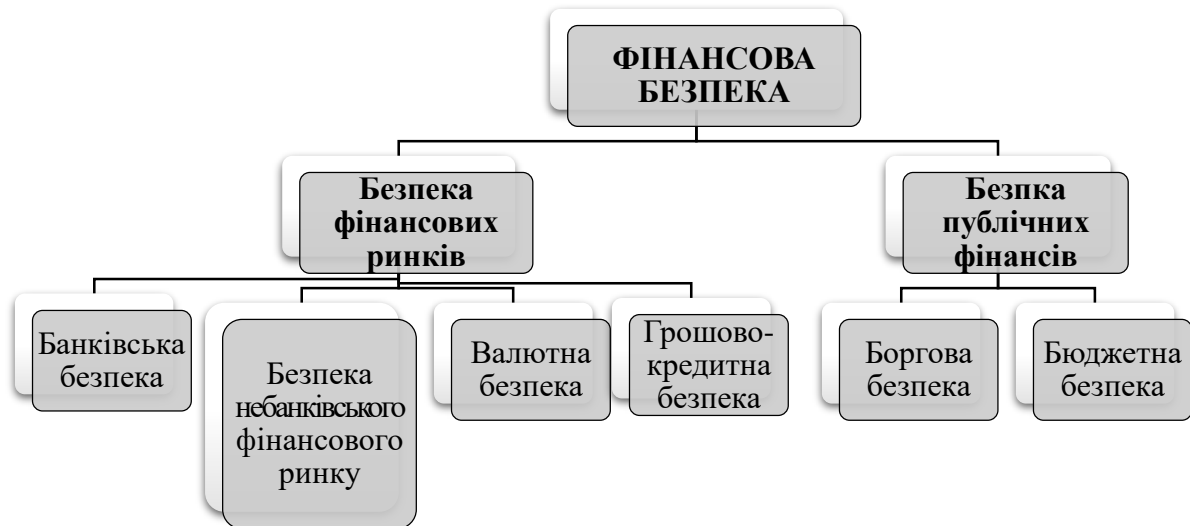 ФІНАНСОВА
БЕЗПЕКА
Безпека
фінансових
ринків
Безпка
публічних
фінансів
Банківська
безпека
Безпека
небанківського
фінансового
ринку
Валютна
безпека
Грошово-
кредитна
безпека
Боргова
безпека
Бюджетна
безпека